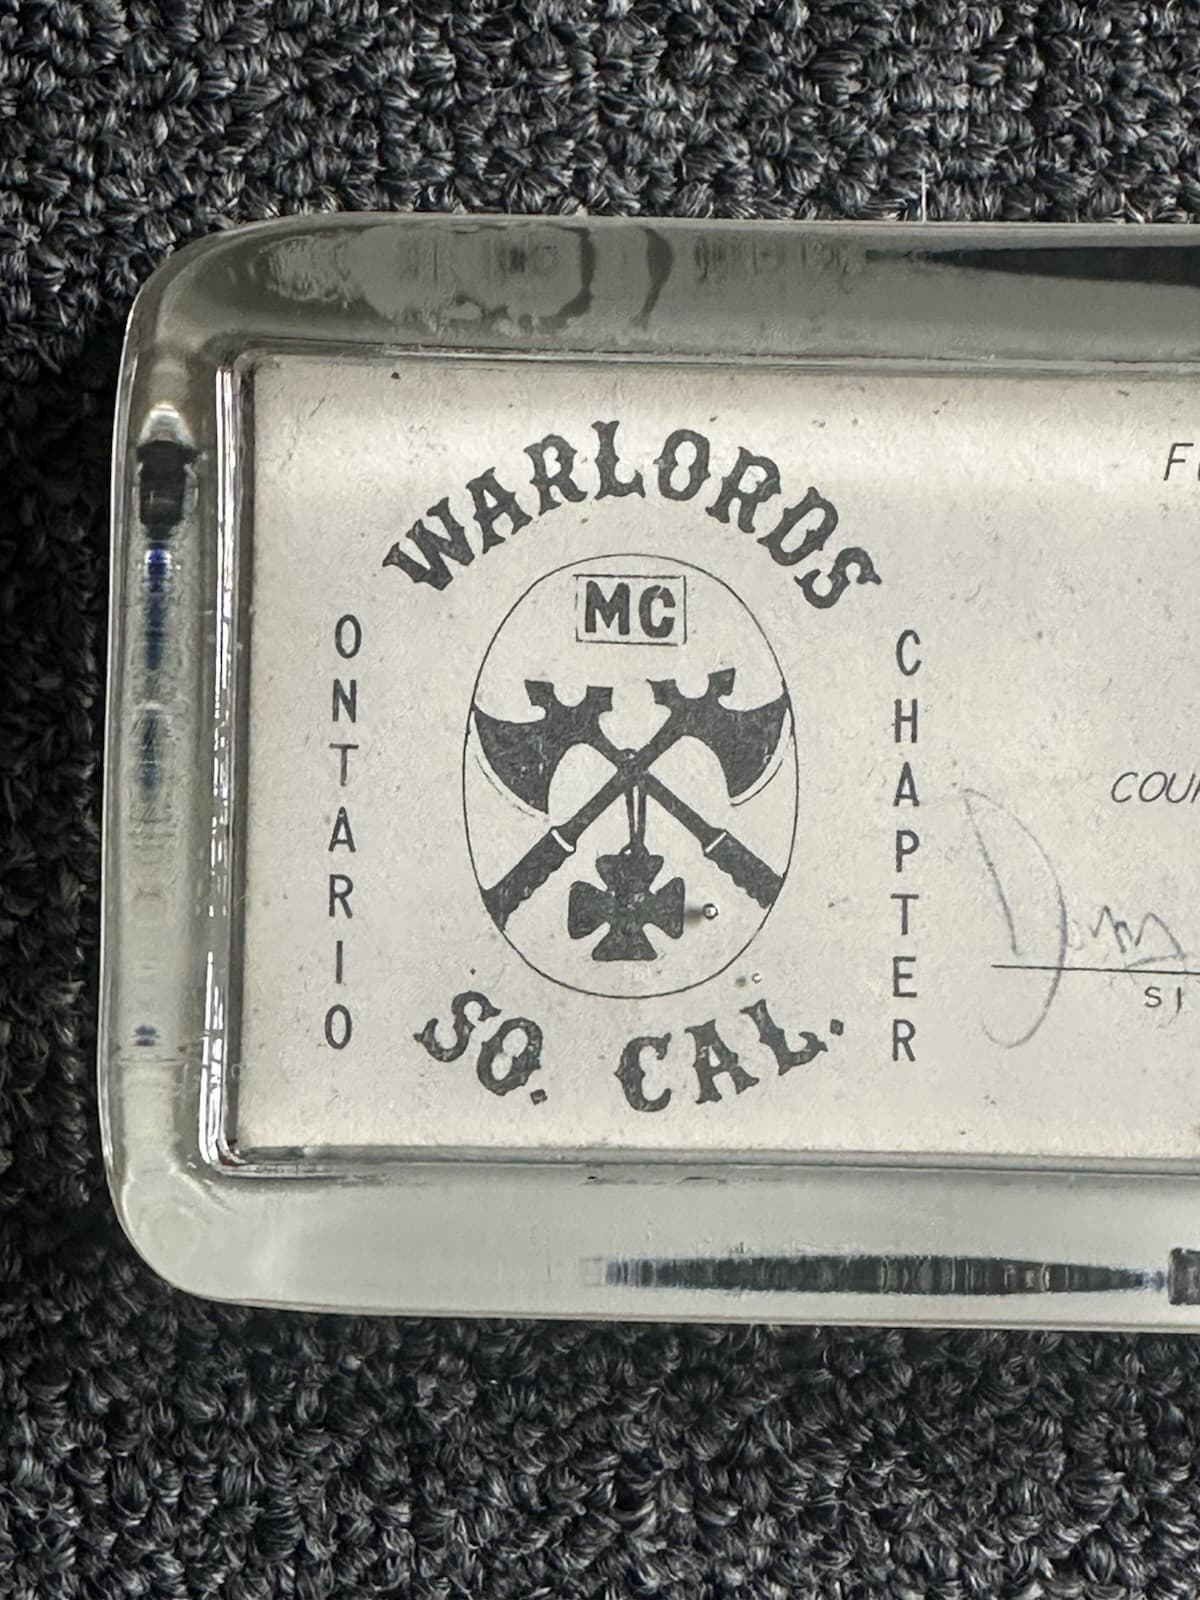 WARLORDS
MC
ONTARIO
CHAPTER
SO. CAL.